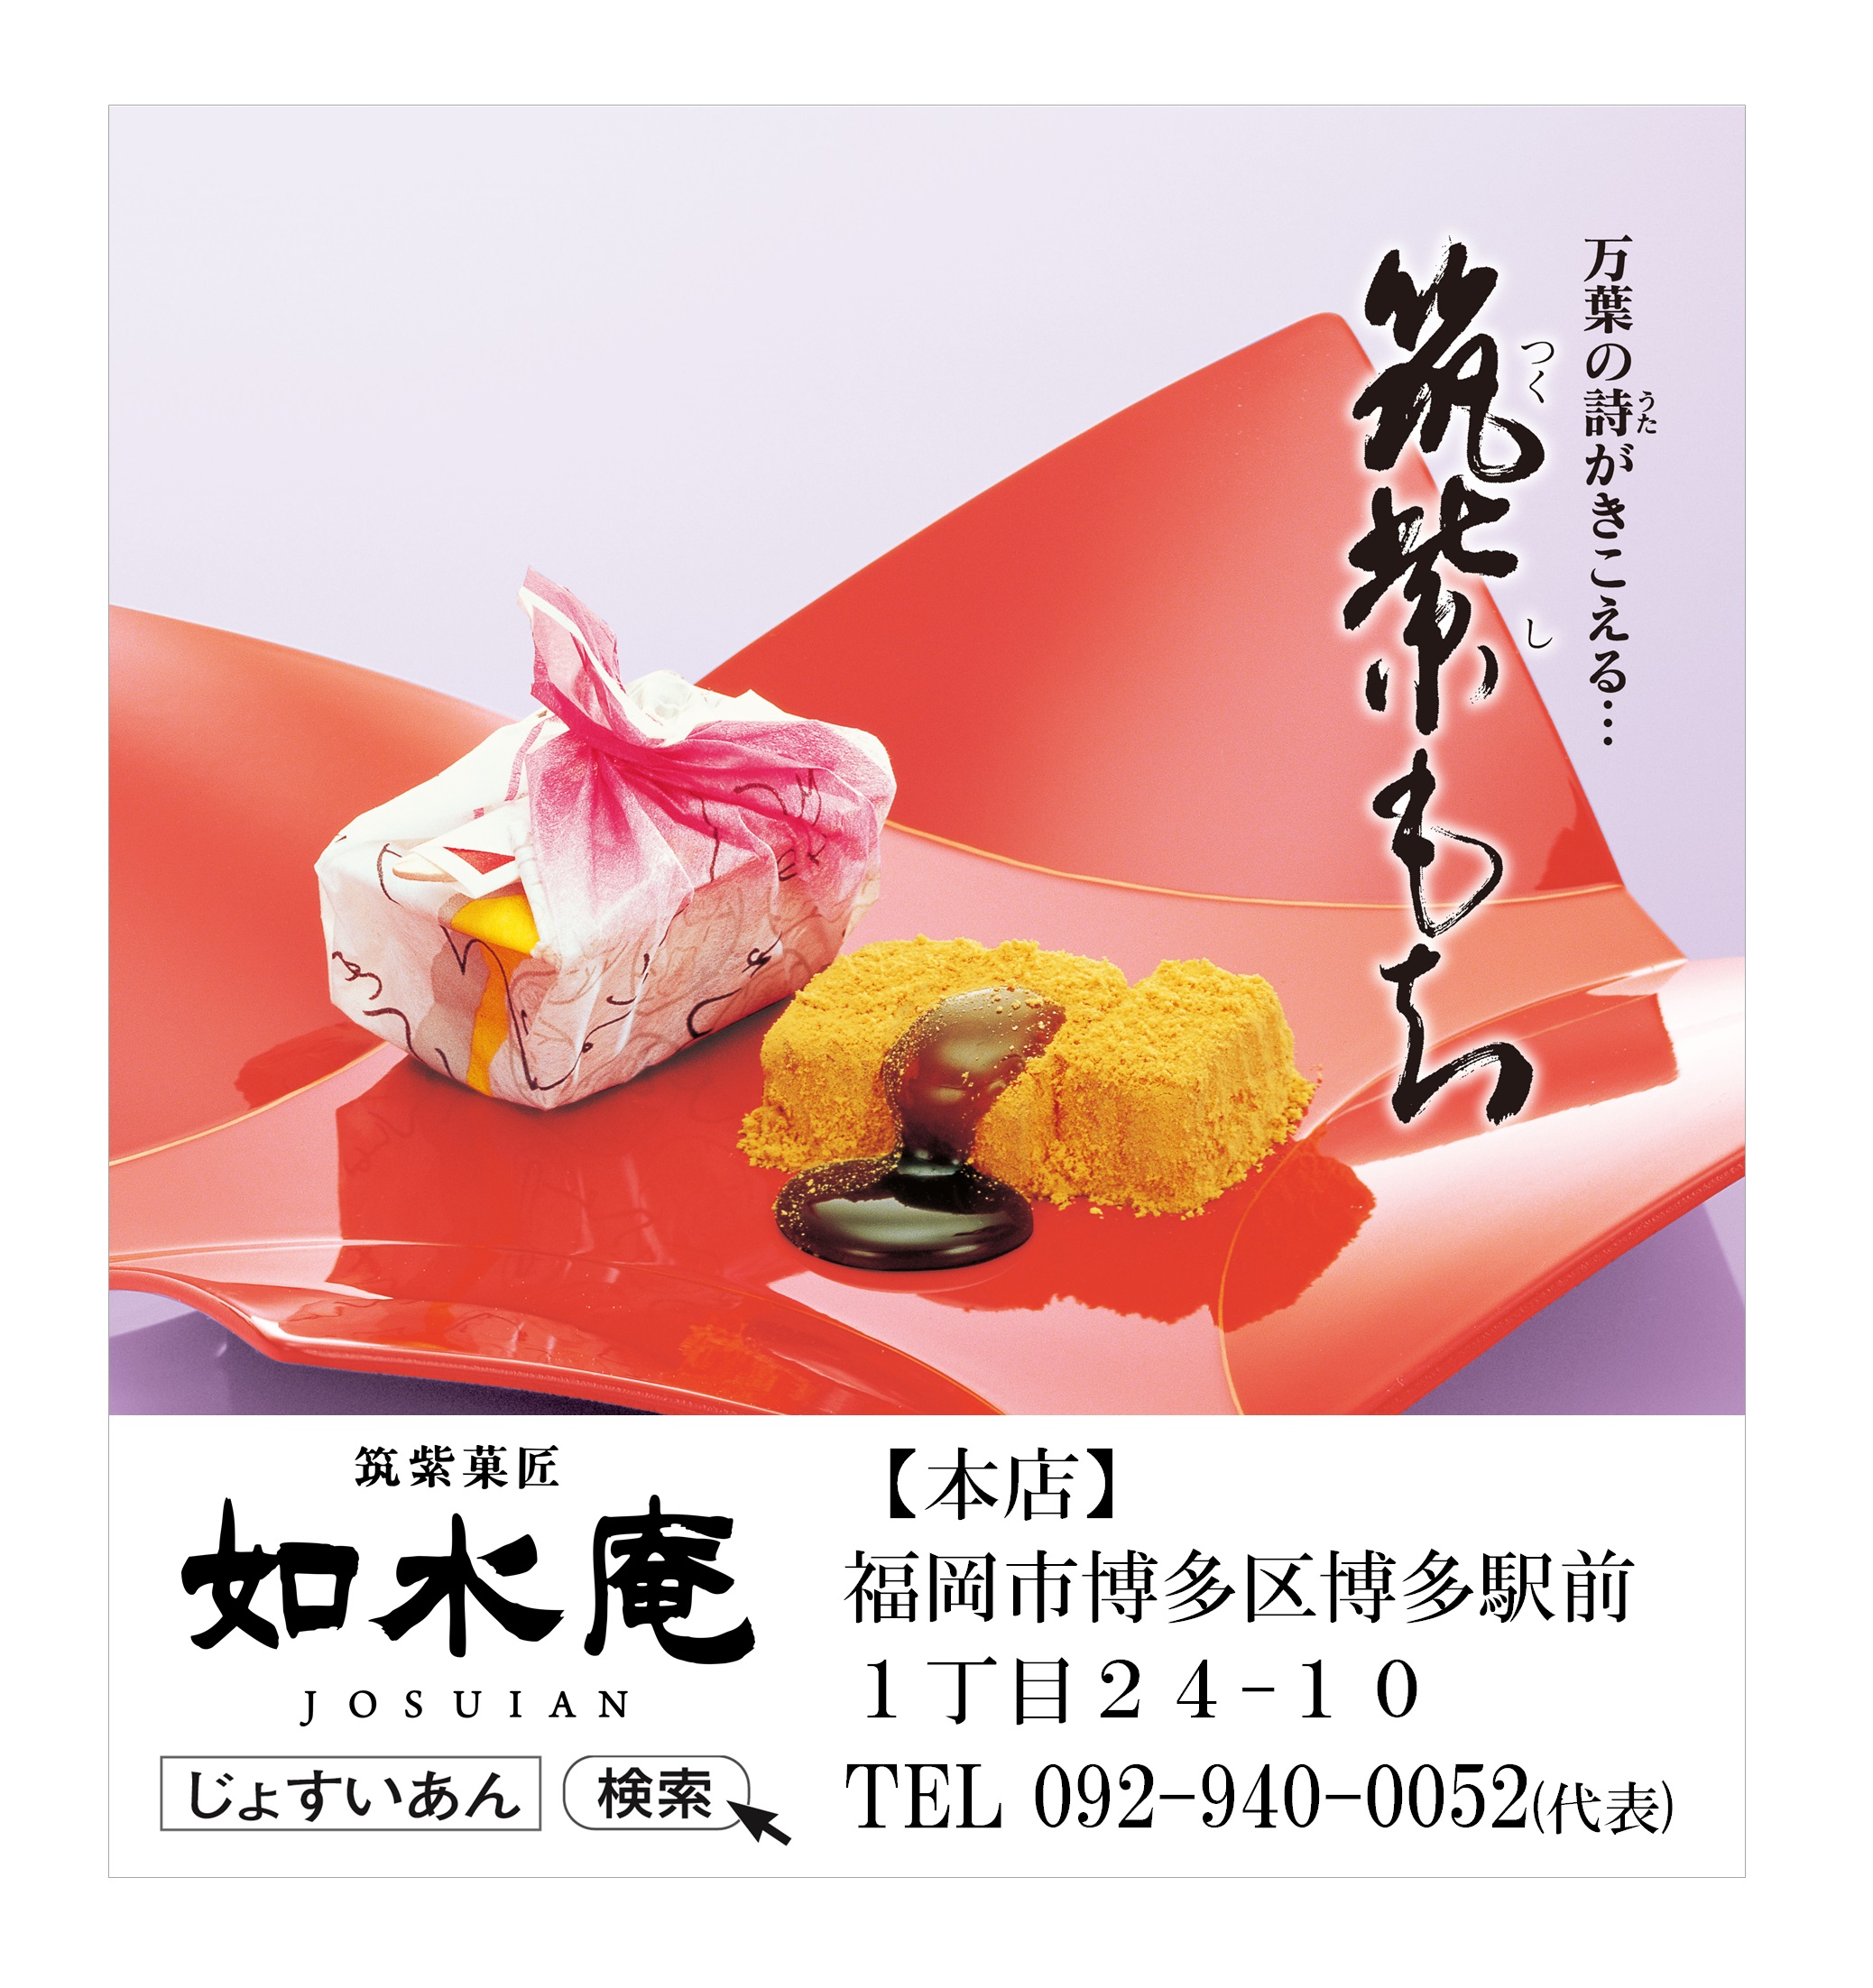 万葉の詩がきこえる…
うた
筑紫もち
つくし
筑紫菓匠
如水庵
JOSUIAN
じょすいあん 検索
【本店】
福岡市博多区博多駅前
１丁目２４−１０
TEL 092−940−0052(代表)